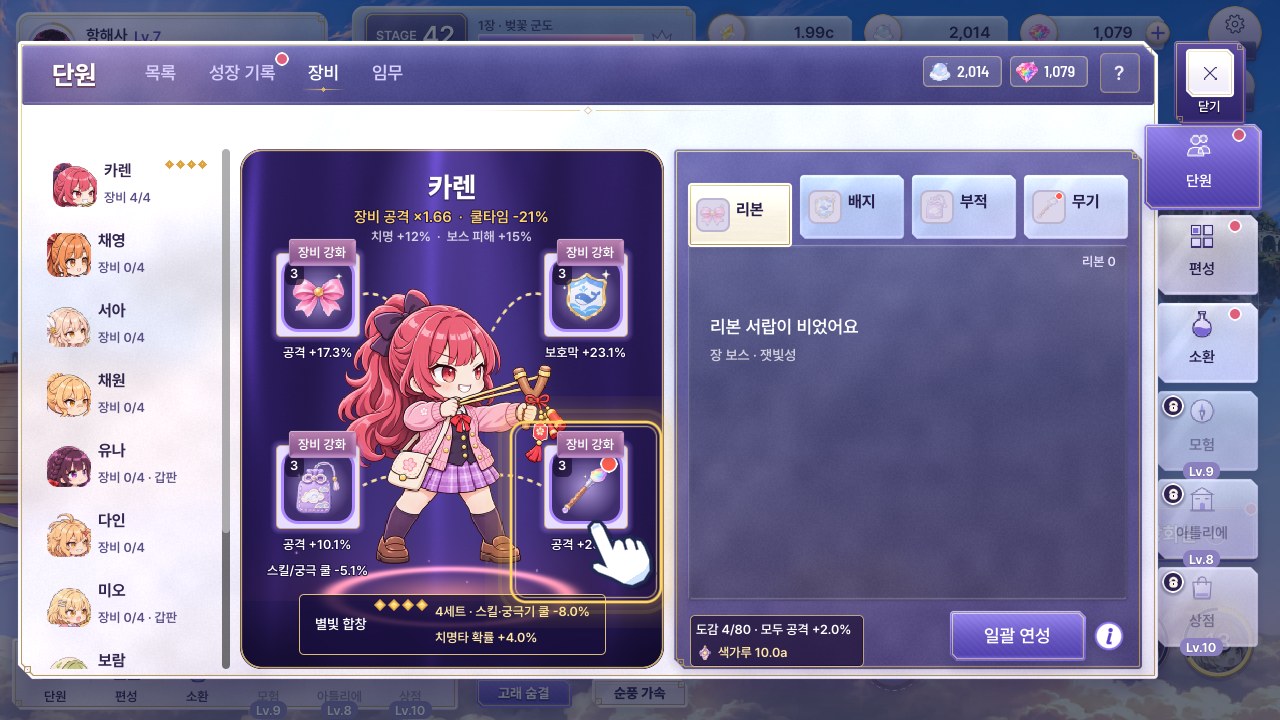 항해사 Lv.7
STAGE 42
1장 · 벚꽃 군도
1.99c
2,014
1,079
단원
목록
성장 기록
장비
임무
2,014
1,079
?
닫기
카렌
장비 4/4
채영
장비 0/4
서아
장비 0/4
채원
장비 0/4
유나
장비 0/4 · 갑판
다인
장비 0/4
미오
장비 0/4 · 갑판
보람
카렌
장비 공격 ×1.66 · 쿨타임 -21%
치명 +12% · 보스 피해 +15%
장비 강화
3
공격 +17.3%
장비 강화
3
보호막 +23.1%
장비 강화
3
공격 +10.1%
스킬/궁극 쿨 -5.1%
장비 강화
3
공격 +2.
별빛 합창
4세트 · 스킬·궁극기 쿨 -8.0%
치명타 확률 +4.0%
리본
배지
부적
무기
리본 0
리본 서랍이 비었어요
장 보스 · 잿빛성
도감 4/80 · 모두 공격 +2.0%
색가루 10.0a
일괄 연성
i
단원
편성
소환
모험
Lv.9
아틀리에
Lv.8
상점
Lv.10
단원
편성
소환
모험
Lv.9
아틀리에
Lv.8
상점
Lv.10
고래 숨결
순풍 가속